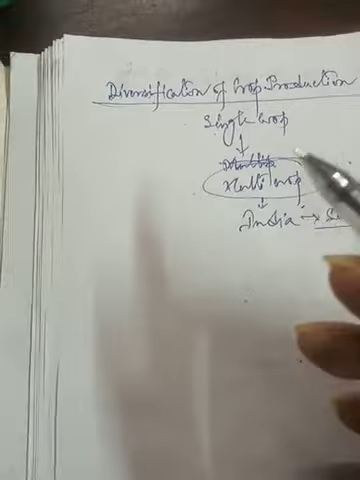 Diversification of Crop Production
Single crop
↓
Multi crop
↓
India →